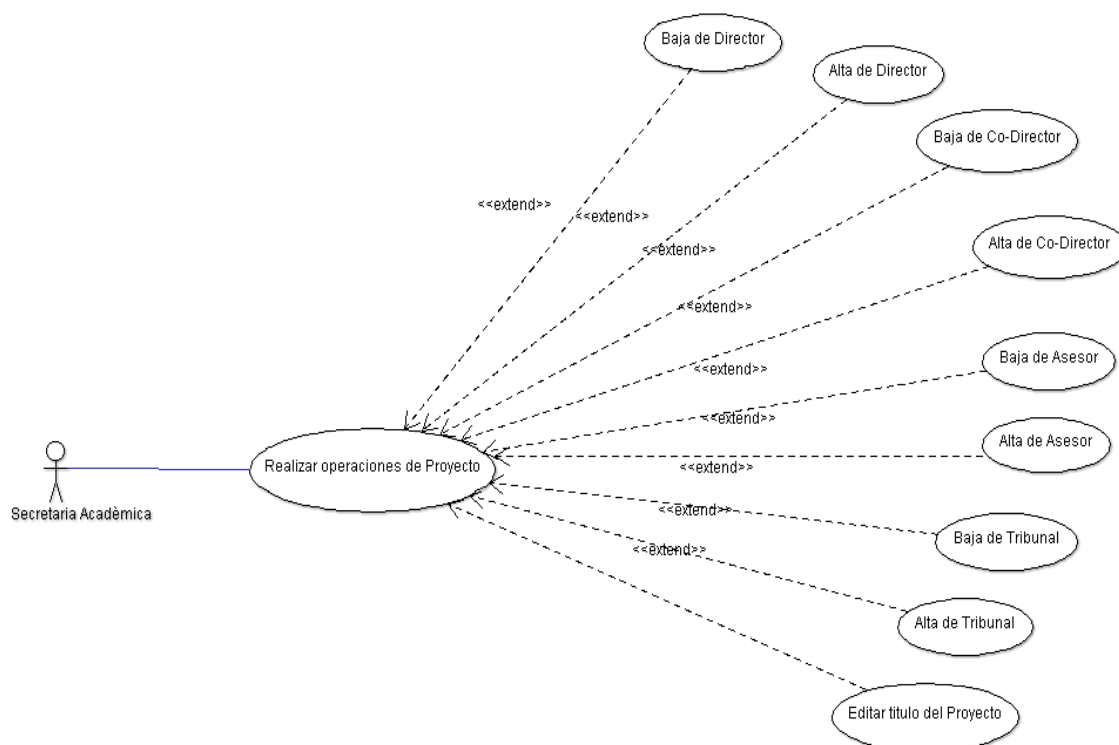 Baja de Director
Alta de Director
Baja de Co-Director
<<extend>>
<<extend>>
Alta de Co-Director
<<extend>>
<<extend>>
Baja de Asesor
<<extend>>
<<extend>>
Alta de Asesor
Realizar operaciones de Proyecto
<<extend>>
Secretaria Acadèmica
<<extend>>
Baja de Tribunal
<<extend>>
Alta de Tribunal
Editar titulo del Proyecto